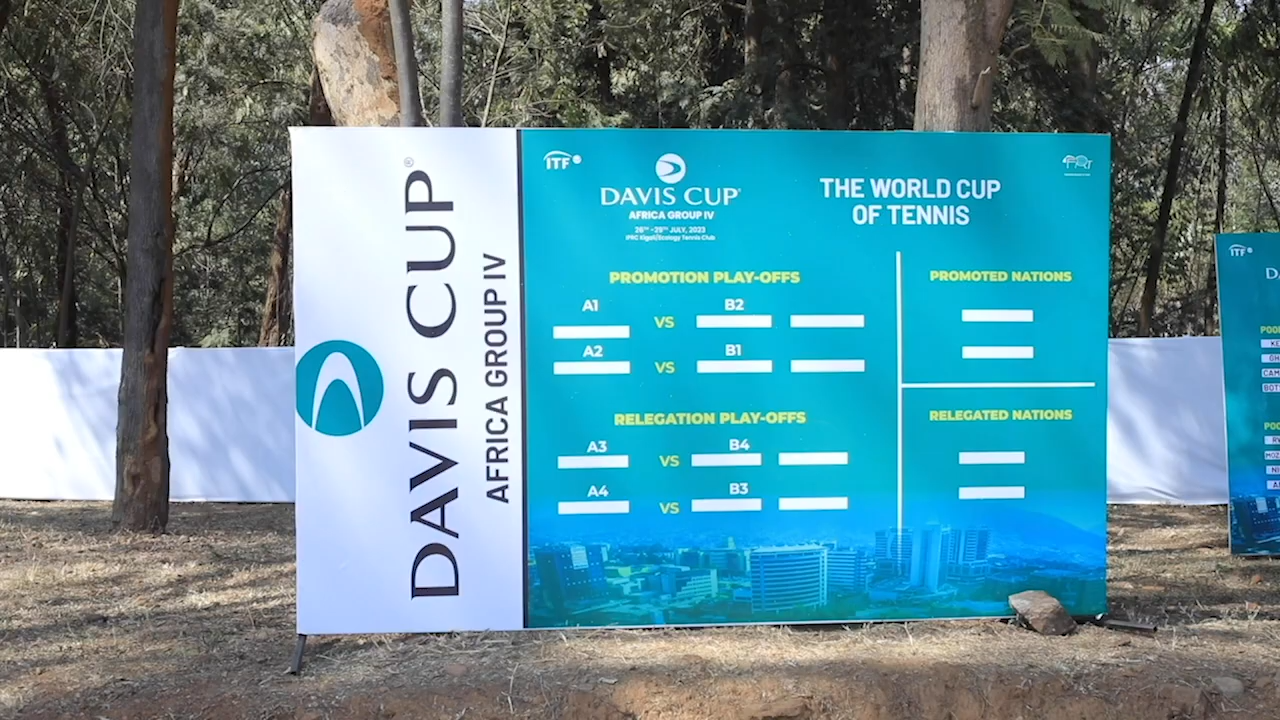 DAVIS CUP®
AFRICA GROUP IV
ITF
DAVIS CUP®
AFRICA GROUP IV
26TH -29TH JULY, 2023
IPRC Kigali/Ecology Tennis Club
THE WORLD CUP
OF TENNIS
PROMOTION PLAY-OFFS
A1 B2
VS
A2 B1
VS
RELEGATION PLAY-OFFS
A3 B4
VS
A4 B3
VS
PROMOTED NATIONS
RELEGATED NATIONS
ITF